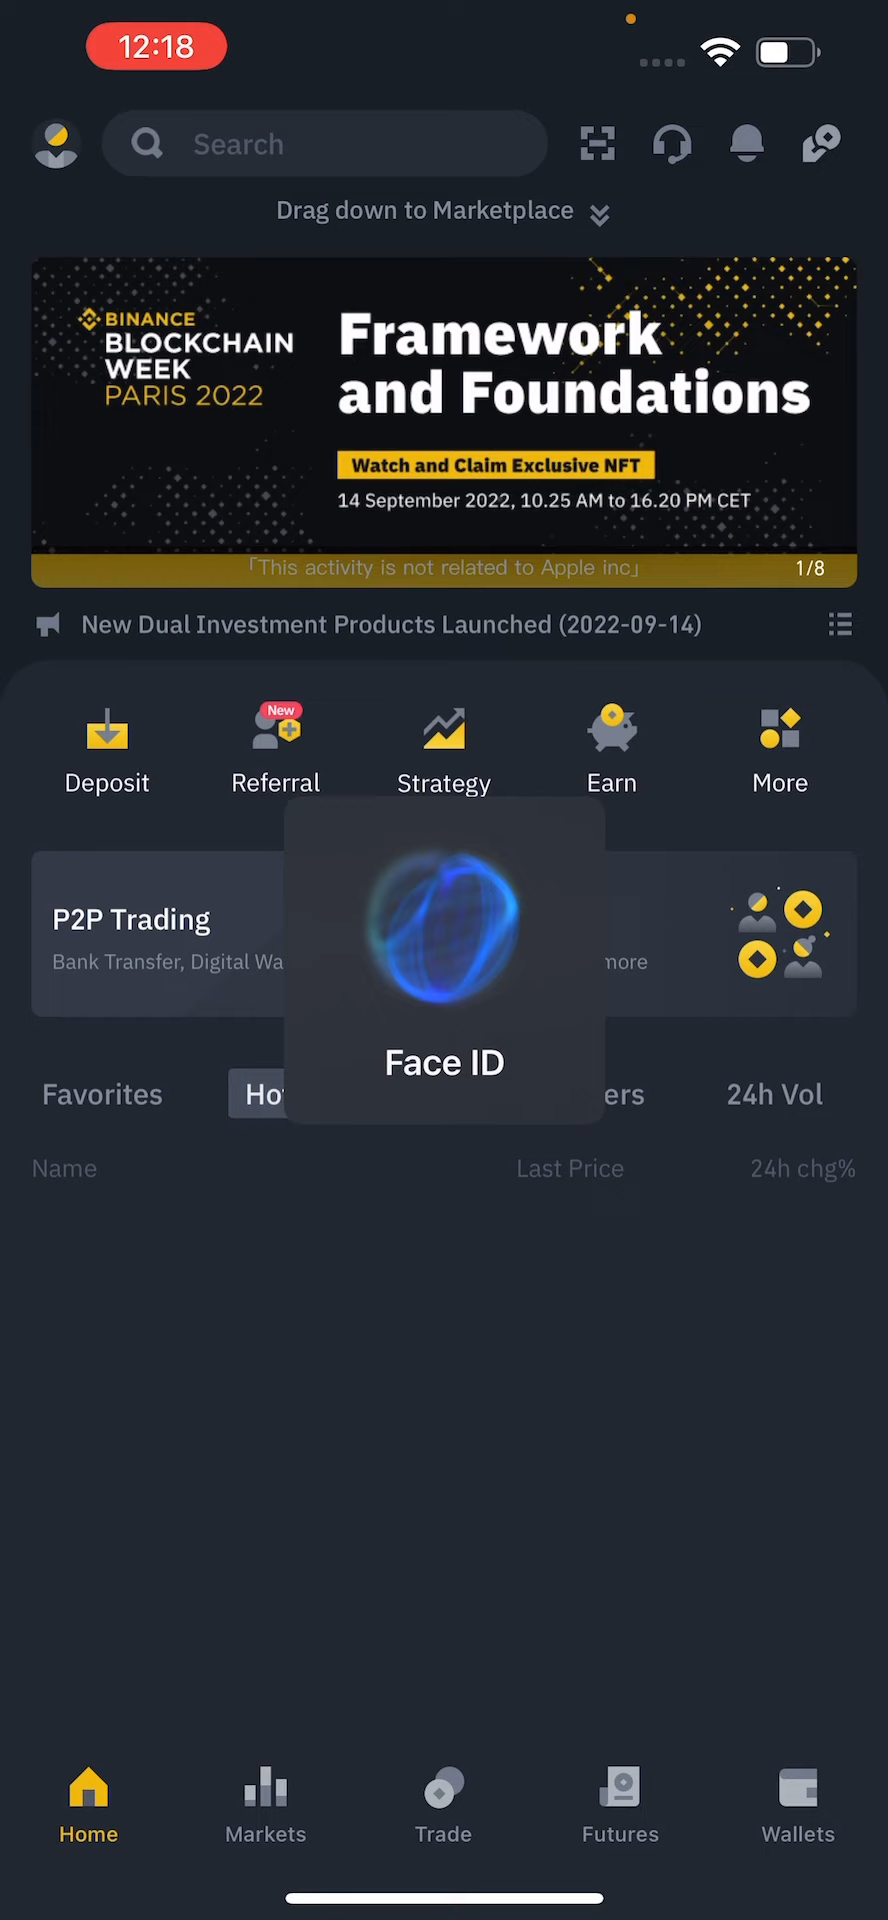 12:18
Search
Drag down to Marketplace
BINANCE
BLOCKCHAIN
WEEK
PARIS 2022
Framework
and Foundations
Watch and Claim Exclusive NFT
14 September 2022, 10.25 AM to 16.20 PM CET
「This activity is not related to Apple inc」
1/8
New Dual Investment Products Launched (2022-09-14)
New
Deposit Referral Strategy Earn More
P2P Trading
Bank Transfer, Digital Wa more
Face ID
Favorites Ho ers 24h Vol
Name Last Price 24h chg%
Home Markets Trade Futures Wallets